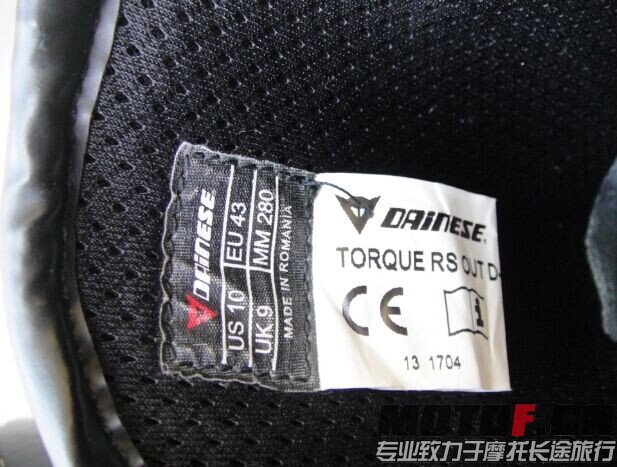 DAINESE
US 10 EU 43
UK 9 MM 280
MADE IN ROMANIA
DAINESE
TORQUE RS OUT D-
CE
13 1704
专业致力于摩托长途旅行